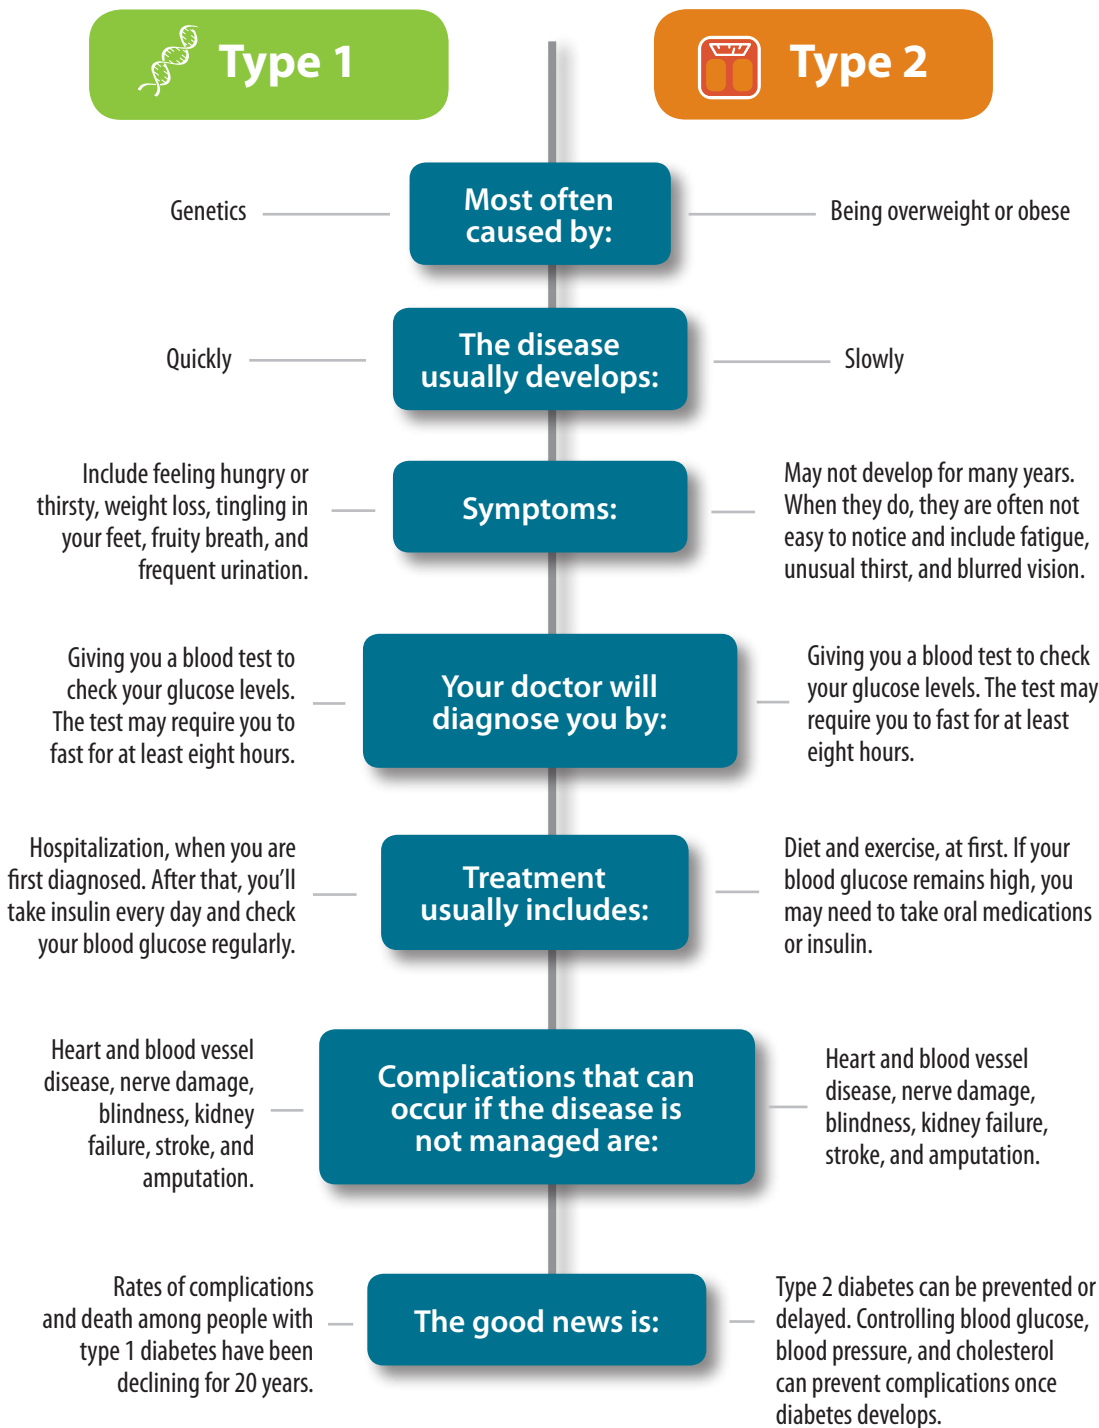 Type 1
Type 2
Genetics
Most often
caused by:
Being overweight or obese
Quickly
The disease
usually develops:
Slowly
Include feeling hungry or
thirsty, weight loss, tingling in
your feet, fruity breath, and
frequent urination.
Symptoms:
May not develop for many years.
When they do, they are often not
easy to notice and include fatigue,
unusual thirst, and blurred vision.
Giving you a blood test to
check your glucose levels.
The test may require you to
fast for at least eight hours.
Your doctor will
diagnose you by:
Giving you a blood test to check
your glucose levels. The test may
require you to fast for at least
eight hours.
Hospitalization, when you are
first diagnosed. After that, you’ll
take insulin every day and check
your blood glucose regularly.
Treatment
usually includes:
Diet and exercise, at first. If your
blood glucose remains high, you
may need to take oral medications
or insulin.
Heart and blood vessel
disease, nerve damage,
blindness, kidney
failure, stroke, and
amputation.
Complications that can
occur if the disease is
not managed are:
Heart and blood vessel
disease, nerve damage,
blindness, kidney failure,
stroke, and amputation.
Rates of complications
and death among people with
type 1 diabetes have been
declining for 20 years.
The good news is:
Type 2 diabetes can be prevented or
delayed. Controlling blood glucose,
blood pressure, and cholesterol
can prevent complications once
diabetes develops.